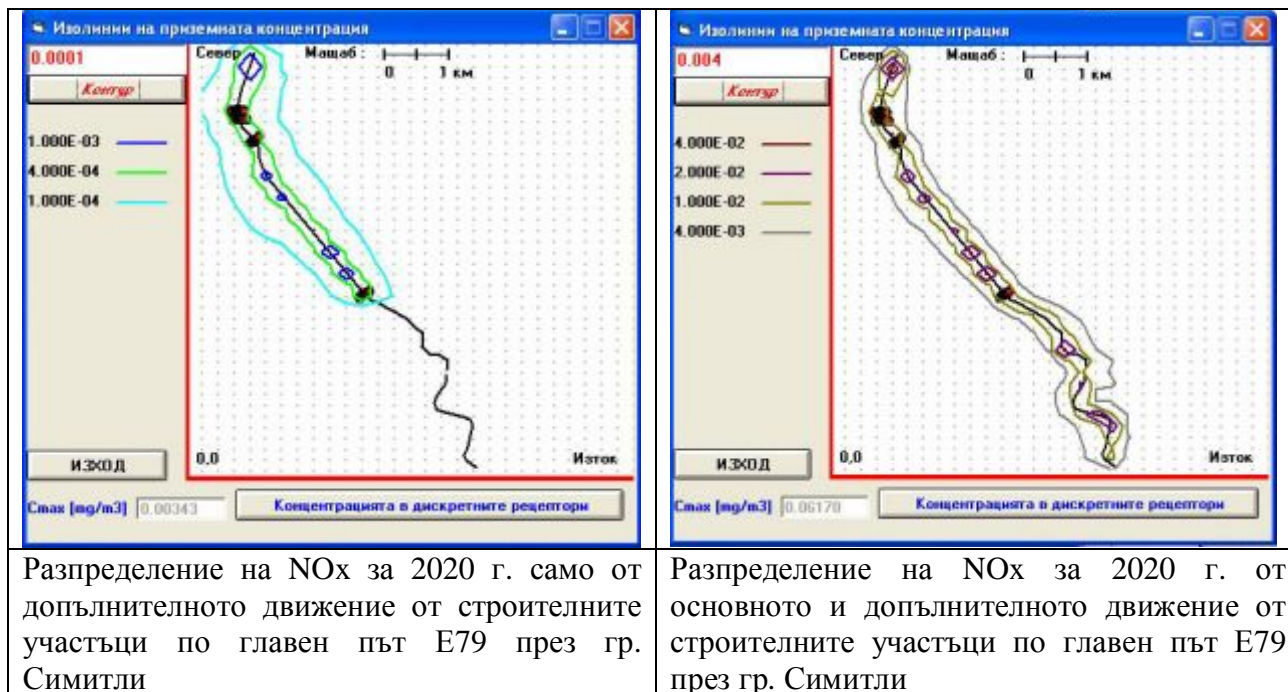 Изолинии на приземната концентрация
0.0001
Контур
1.000E-03
4.000E-04
1.000E-04
Север Мащаб :
0 1 км
0,0 Изток
ИЗХОД
Cmax [mg/m3] 0.00343 Концентрацията в дискретните рецептори
Разпределение на NOx за 2020 г. само от
допълнителното движение от строителните
участъци по главен път Е79 през гр.
Симитли
Изолинии на приземната концентрация
0.004
Контур
4.000E-02
2.000E-02
1.000E-02
4.000E-03
Север Мащаб :
0 1 км
0,0 Изток
ИЗХОД
Cmax [mg/m3] 0.06170 Концентрацията в дискретните рецептори
Разпределение на NOx за 2020 г. от
основното и допълнителното движение от
строителните участъци по главен път Е79
през гр. Симитли